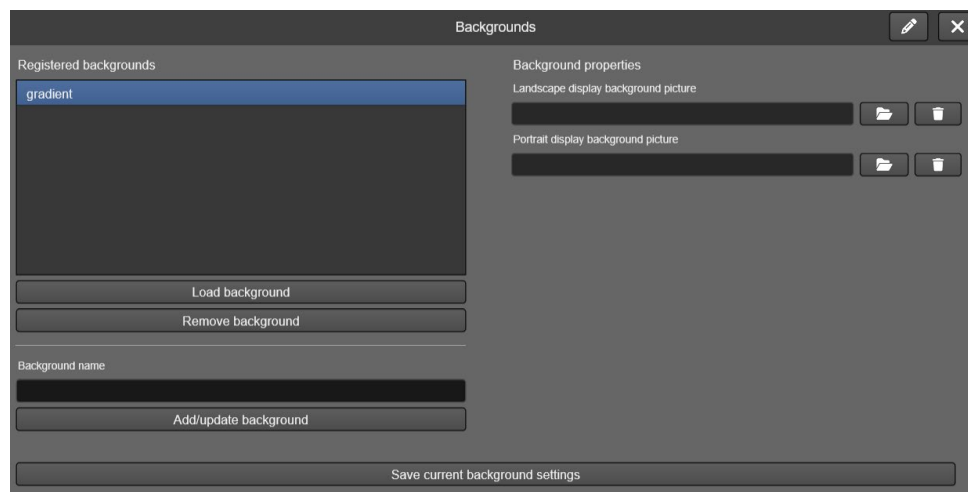 Backgrounds
Registered backgrounds
gradient
Load background
Remove background
Background name
Add/update background
Background properties
Landscape display background picture
Portrait display background picture
Save current background settings